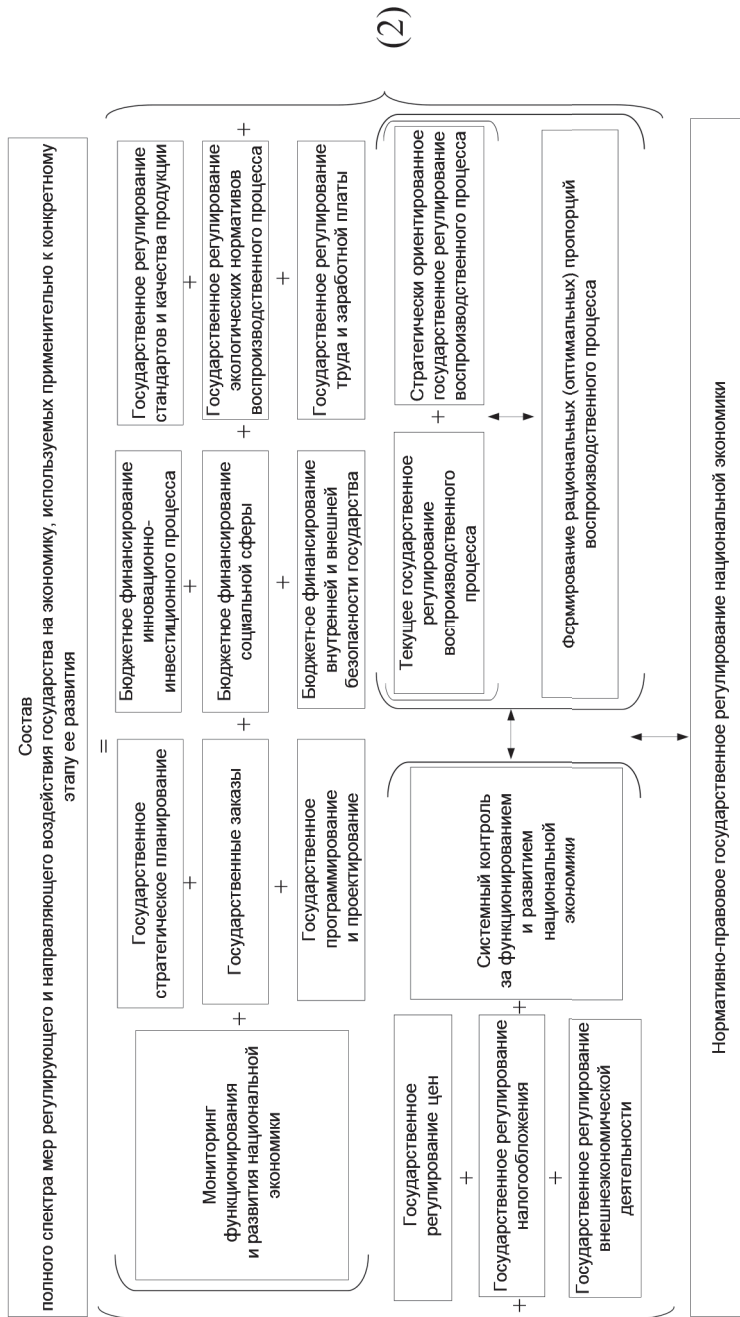 Состав
полного спектра мер регулирующего и направляющего воздействия государства на экономику, используемых применительно к конкретному
этапу ее развития
=
Мониторинг
функционирования
и развития национальной
экономики
+
Государственное
стратегическое планирование
+
Государственные заказы
+
Государственное
программирование
и проектирование
+
Бюджетное финансирование
инновационно-
инвестиционного процесса
+
Бюджетное финансирование
социальной сферы
+
Бюджетное финансирование
внутренней и внешней
безопасности государства
+
Государственное регулирование
стандартов и качества продукции
+
Государственное регулирование
экологических нормативов
воспроизводственного процесса
+
Государственное регулирование
труда и заработной платы
+
+
Государственное
регулирование цен
+
Государственное регулирование
налогообложения
+
Государственное регулирование
внешнеэкономической
деятельности
+
Системный контроль
за функционированием
и развитием
национальной
экономики
Текущее государственное
регулирование
воспроизводственного
процесса
+
Стратегически ориентированное
государственное регулирование
воспроизводственного процесса
Формирование рациональных (оптимальных) пропорций
воспроизводственного процесса
(2)
Нормативно-правовое государственное регулирование национальной экономики